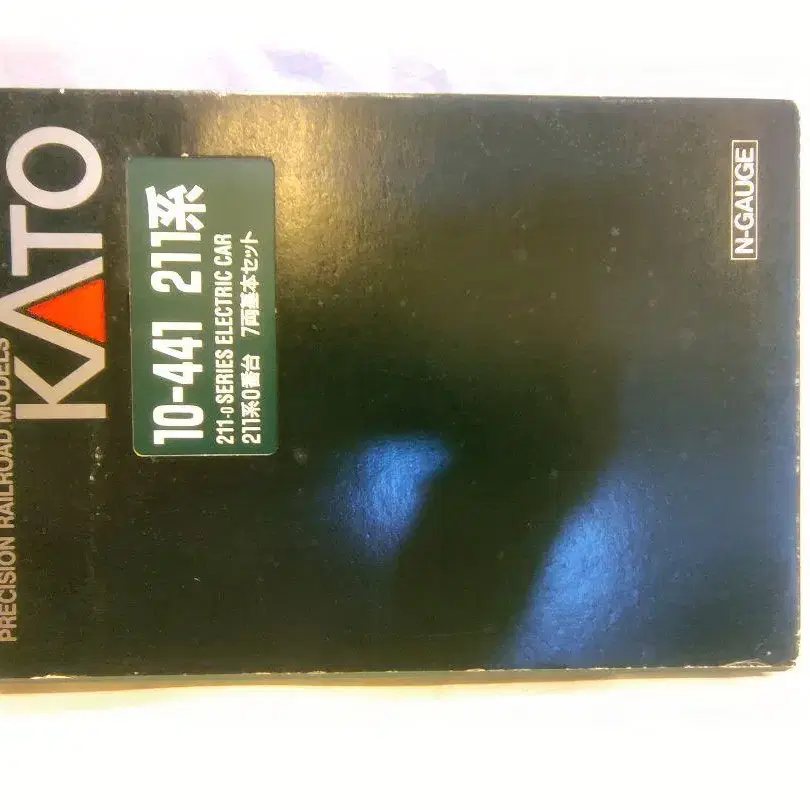 PRECISION RAILROAD MODELS
KATO
10-441 211系
211-0 SERIES ELECTRIC CAR
211系0番台 7両基本セット
N-GAUGE